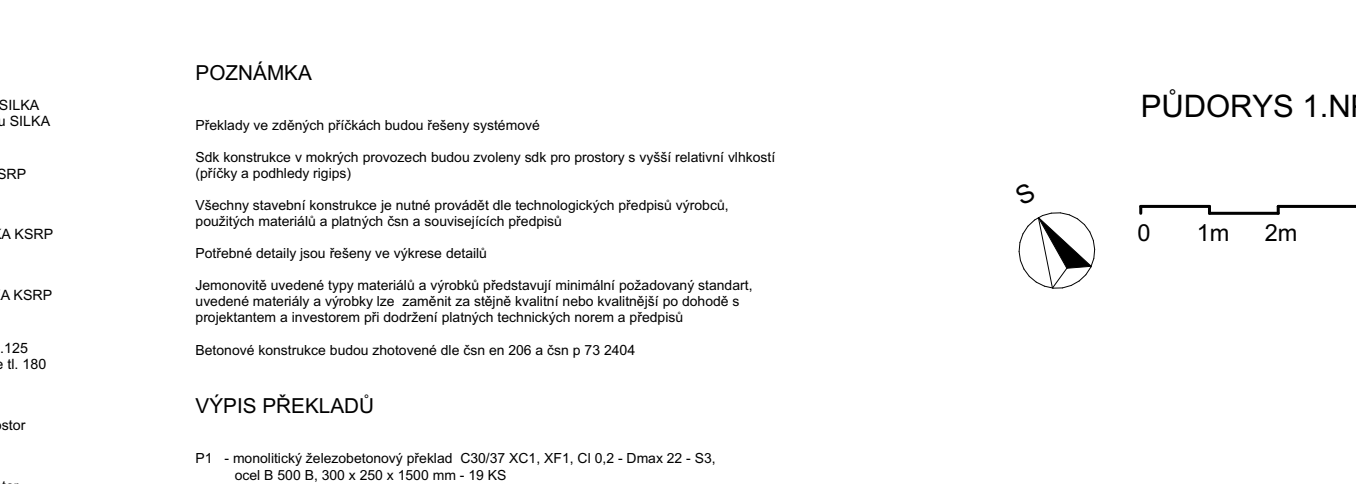 SILKA
u SILKA
SRP
KA KSRP
A KSRP
.125
e tl. 180
ostor
POZNÁMKA
Překlady ve zděných příčkách budou řešeny systémové
Sdk konstrukce v mokrých provozech budou zvoleny sdk pro prostory s vyšší relativní vlhkostí
(příčky a podhledy rigips)
Všechny stavební konstrukce je nutné provádět dle technologických předpisů výrobců,
použitých materiálů a platných čsn a souvisejících předpisů
Potřebné detaily jsou řešeny ve výkrese detailů
Jemonovitě uvedené typy materiálů a výrobků představují minimální požadovaný standart,
uvedené materiály a výrobky lze zaměnit za stejně kvalitní nebo kvalitnější po dohodě s
projektantem a investorem při dodržení platných technických norem a předpisů
Betonové konstrukce budou zhotovené dle čsn en 206 a čsn p 73 2404
VÝPIS PŘEKLADŮ
P1 - monolitický železobetonový překlad C30/37 XC1, XF1, Cl 0,2 - Dmax 22 - S3,
ocel B 500 B, 300 x 250 x 1500 mm - 19 KS
PŮDORYS 1.NP
S
0 1m 2m